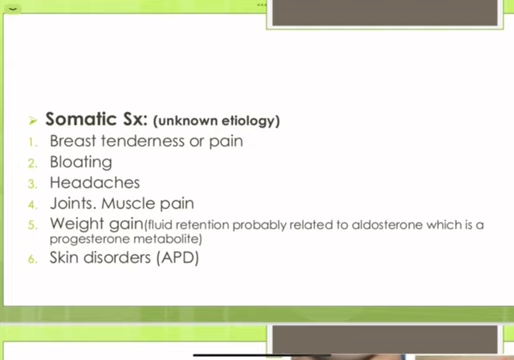 Somatic Sx: (unknown etiology)
1. Breast tenderness or pain
2. Bloating
3. Headaches
4. Joints. Muscle pain
5. Weight gain(fluid retention probably related to aldosterone which is a
progesterone metabolite)
6. Skin disorders (APD)